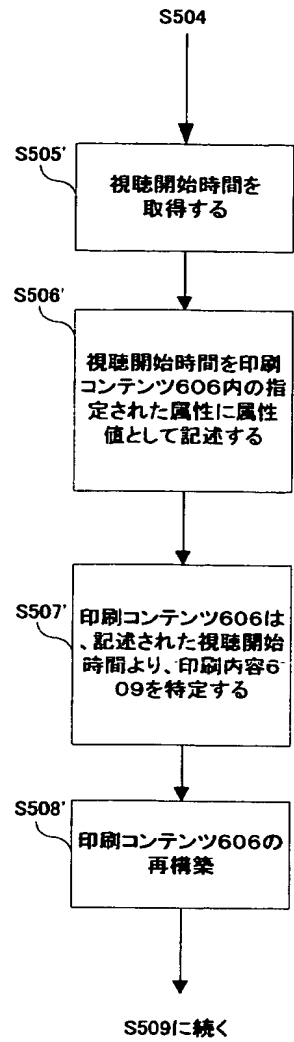 S504
S505'
視聴開始時間を
取得する
S506'
視聴開始時間を印刷
コンテンツ606内の指
定された属性に属性
値として記述する
S507'
印刷コンテンツ606は
、記述された視聴開始
時間より、印刷内容6
09を特定する
S508'
印刷コンテンツ606の
再構築
S509に続く